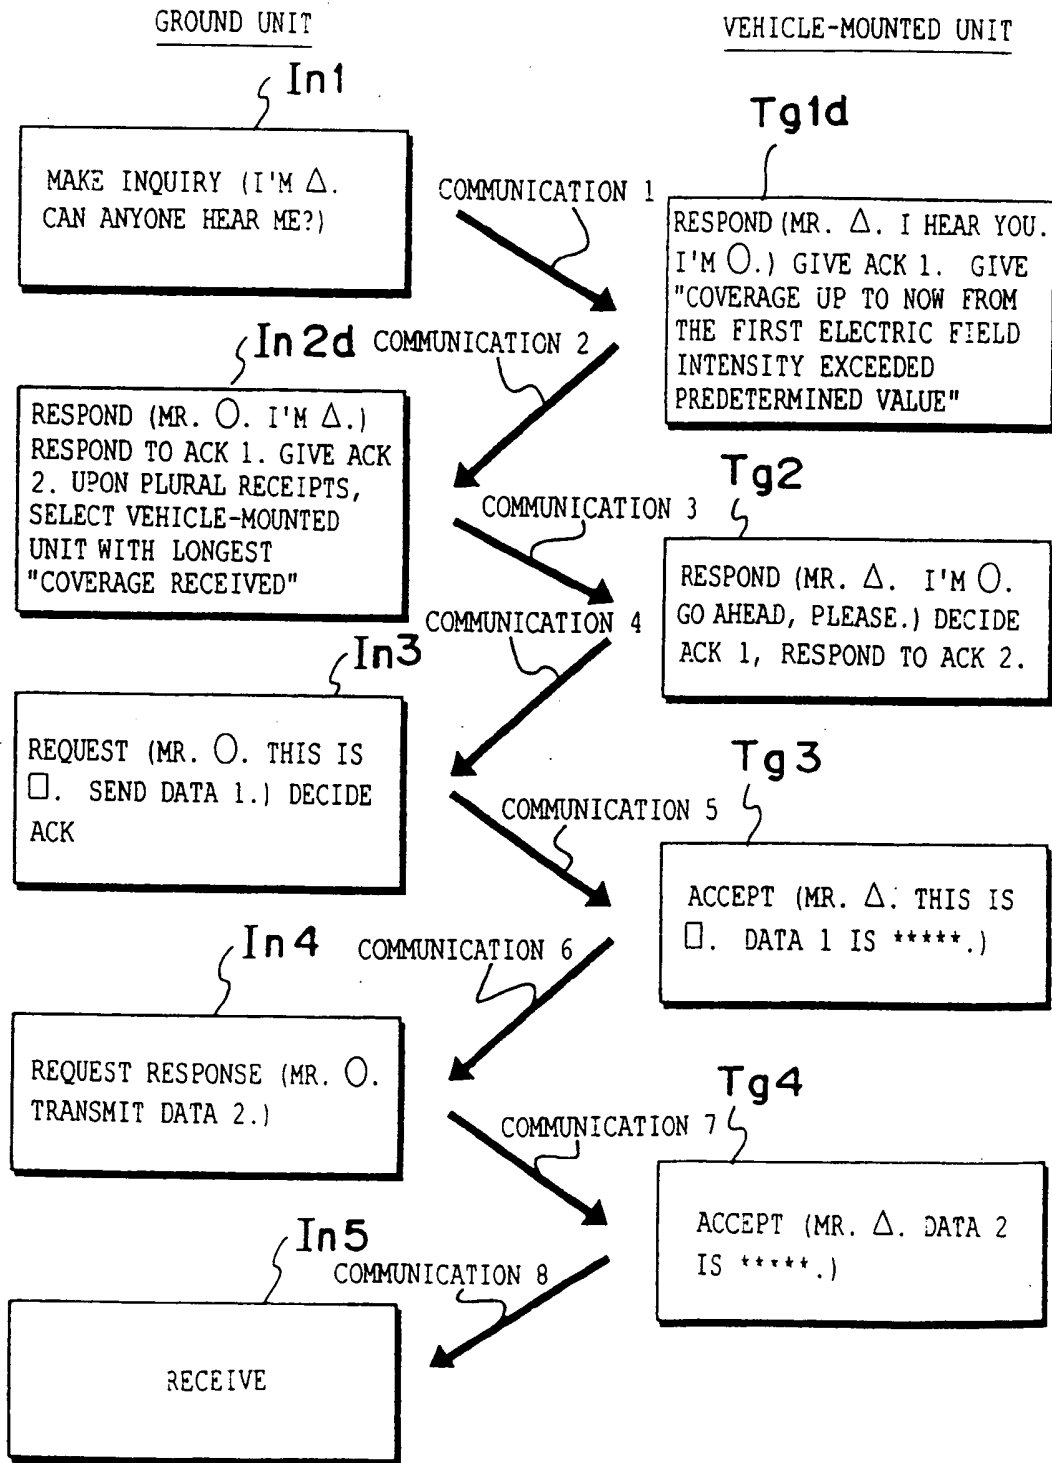 GROUND UNIT
VEHICLE-MOUNTED UNIT
In1
MAKE INQUIRY (I'M △.
CAN ANYONE HEAR ME?)
COMMUNICATION 1
Tg1d
RESPOND (MR. △. I HEAR YOU.
I'M ○.) GIVE ACK 1. GIVE
"COVERAGE UP TO NOW FROM
THE FIRST ELECTRIC FIELD
INTENSITY EXCEEDED
PREDETERMINED VALUE"
COMMUNICATION 2
In2d
RESPOND (MR. ○. I'M △.)
RESPOND TO ACK 1. GIVE ACK
2. UPON PLURAL RECEIPTS,
SELECT VEHICLE-MOUNTED
UNIT WITH LONGEST
"COVERAGE RECEIVED"
COMMUNICATION 3
Tg2
RESPOND (MR. △. I'M ○.
GO AHEAD, PLEASE.) DECIDE
ACK 1, RESPOND TO ACK 2.
COMMUNICATION 4
In3
REQUEST (MR. ○. THIS IS
□. SEND DATA 1.) DECIDE
ACK
COMMUNICATION 5
Tg3
ACCEPT (MR. △. THIS IS
□. DATA 1 IS *****.)
COMMUNICATION 6
In4
REQUEST RESPONSE (MR. ○.
TRANSMIT DATA 2.)
COMMUNICATION 7
Tg4
ACCEPT (MR. △. DATA 2
IS *****.)
COMMUNICATION 8
In5
RECEIVE